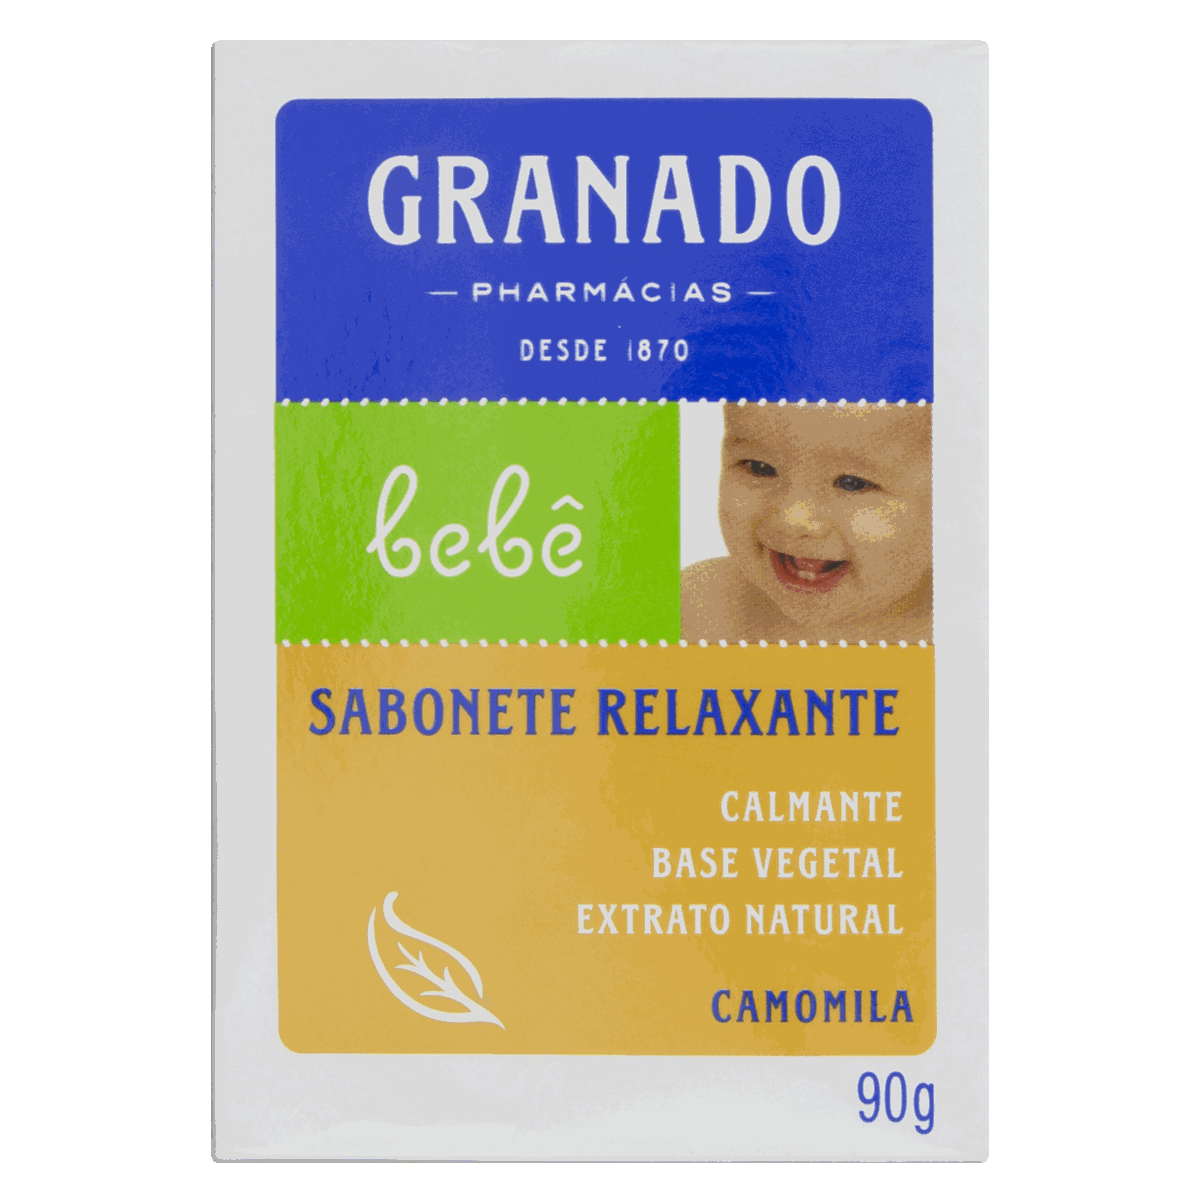 GRANADO
PHARMÁCIAS
DESDE 1870
bebê
SABONETE RELAXANTE
CALMANTE
BASE VEGETAL
EXTRATO NATURAL
CAMOMILA
90g